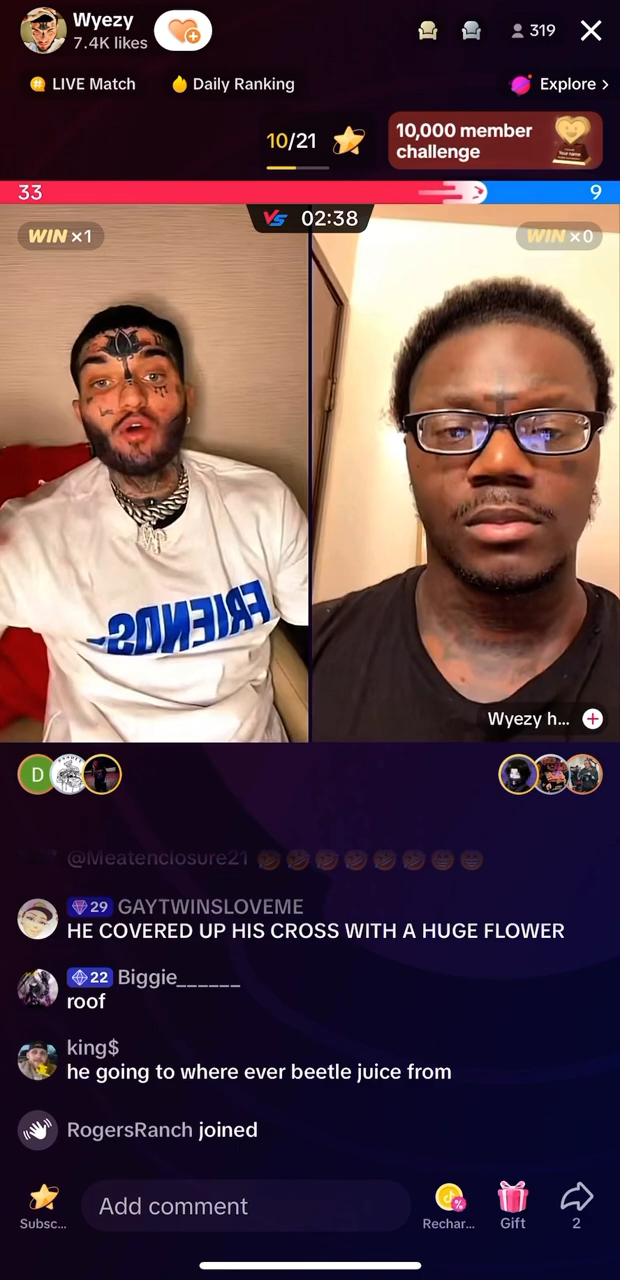 Wyezy
7.4K likes
319
LIVE Match
Daily Ranking
Explore >
10/21
10,000 member
challenge
33
9
VS 02:38
WIN ×1
WIN ×0
FRIENDS
Wyezy h...
D
@Meatenclosure21
29 GAYTWINSLOVEME
HE COVERED UP HIS CROSS WITH A HUGE FLOWER
22 Biggie______
roof
king$
he going to where ever beetle juice from
RogersRanch joined
Add comment
Subsc...
Rechar...
Gift
2